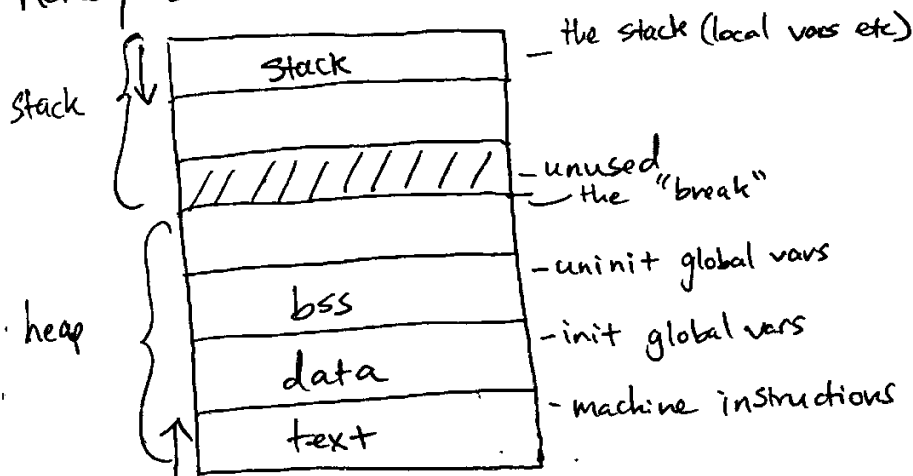 the stack (local vars etc)
stack
stack
unused
the "break"
uninit global vars
bss
heap
init global vars
data
machine instructions
text